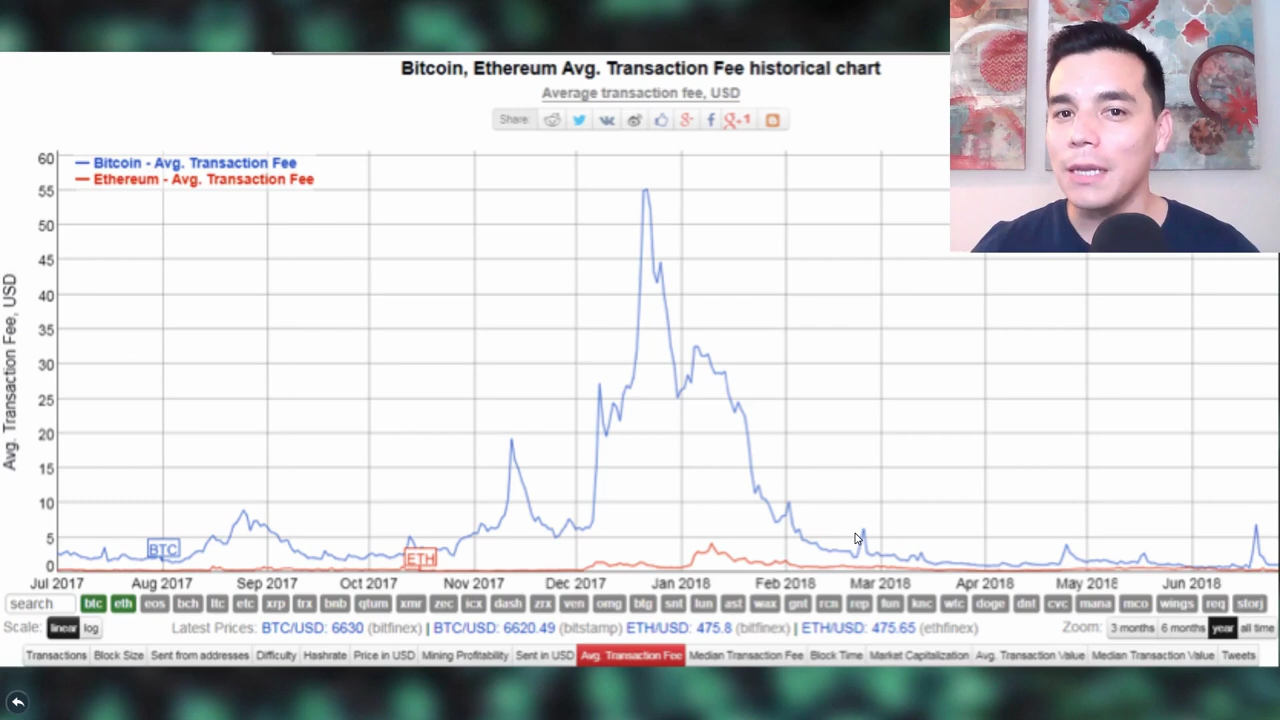 Bitcoin, Ethereum Avg. Transaction Fee historical chart
Average transaction fee, USD
Share:
g+1
Bitcoin - Avg. Transaction Fee
Ethereum - Avg. Transaction Fee
Avg. Transaction Fee, USD
60
55
50
45
40
35
30
25
20
15
10
5
0
BTC
ETH
Jul 2017 Aug 2017 Sep 2017 Oct 2017 Nov 2017 Dec 2017 Jan 2018 Feb 2018 Mar 2018 Apr 2018 May 2018 Jun 2018
search btc eth eos bch ltc etc xrp trx bnb qtum xmr zec icx dash zrx ven omg btg snt lun ast wax gnt rcn rep fun knc wtc doge dnt cvc mana mco wings req storj
Scale: linear log Latest Prices: BTC/USD: 6630 (bitfinex) | BTC/USD: 6620.49 (bitstamp) ETH/USD: 475.8 (bitfinex) | ETH/USD: 475.65 (ethfinex) Zoom: 3 months 6 months year all time
Transactions Block Size Sent from addresses Difficulty Hashrate Price in USD Mining Profitability Sent in USD Avg. Transaction Fee Median Transaction Fee Block Time Market Capitalization Avg. Transaction Value Median Transaction Value Tweets